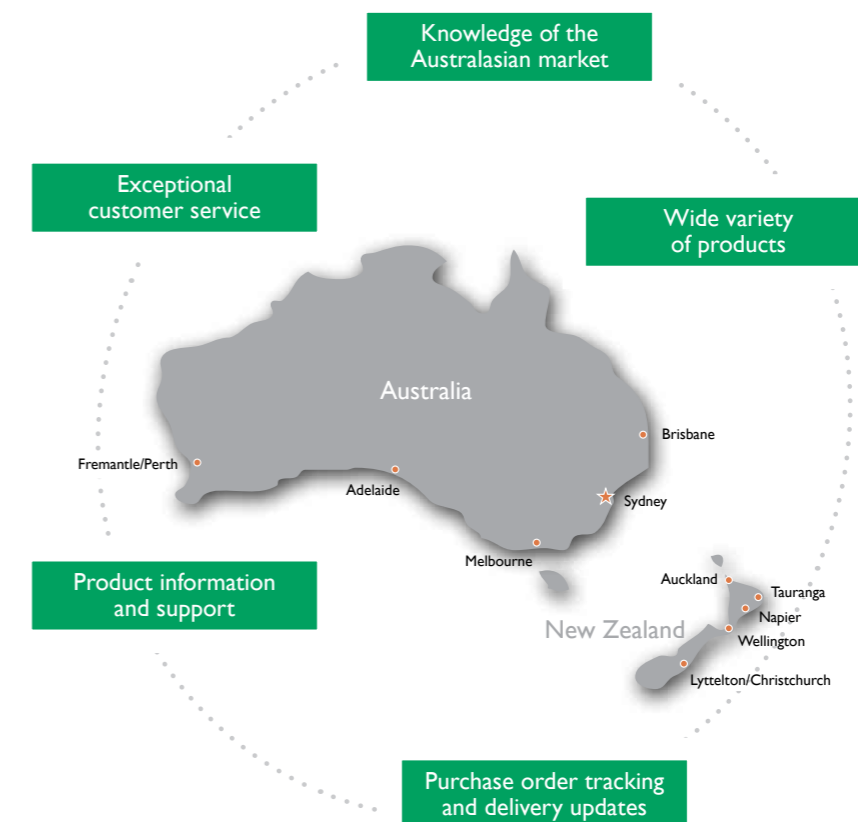 Knowledge of the
Australasian market
Exceptional
customer service
Wide variety
of products
Australia
Brisbane
Fremantle/Perth
Adelaide
Sydney
Melbourne
Auckland
Tauranga
Napier
New Zealand
Wellington
Lyttelton/Christchurch
Product information
and support
Purchase order tracking
and delivery updates